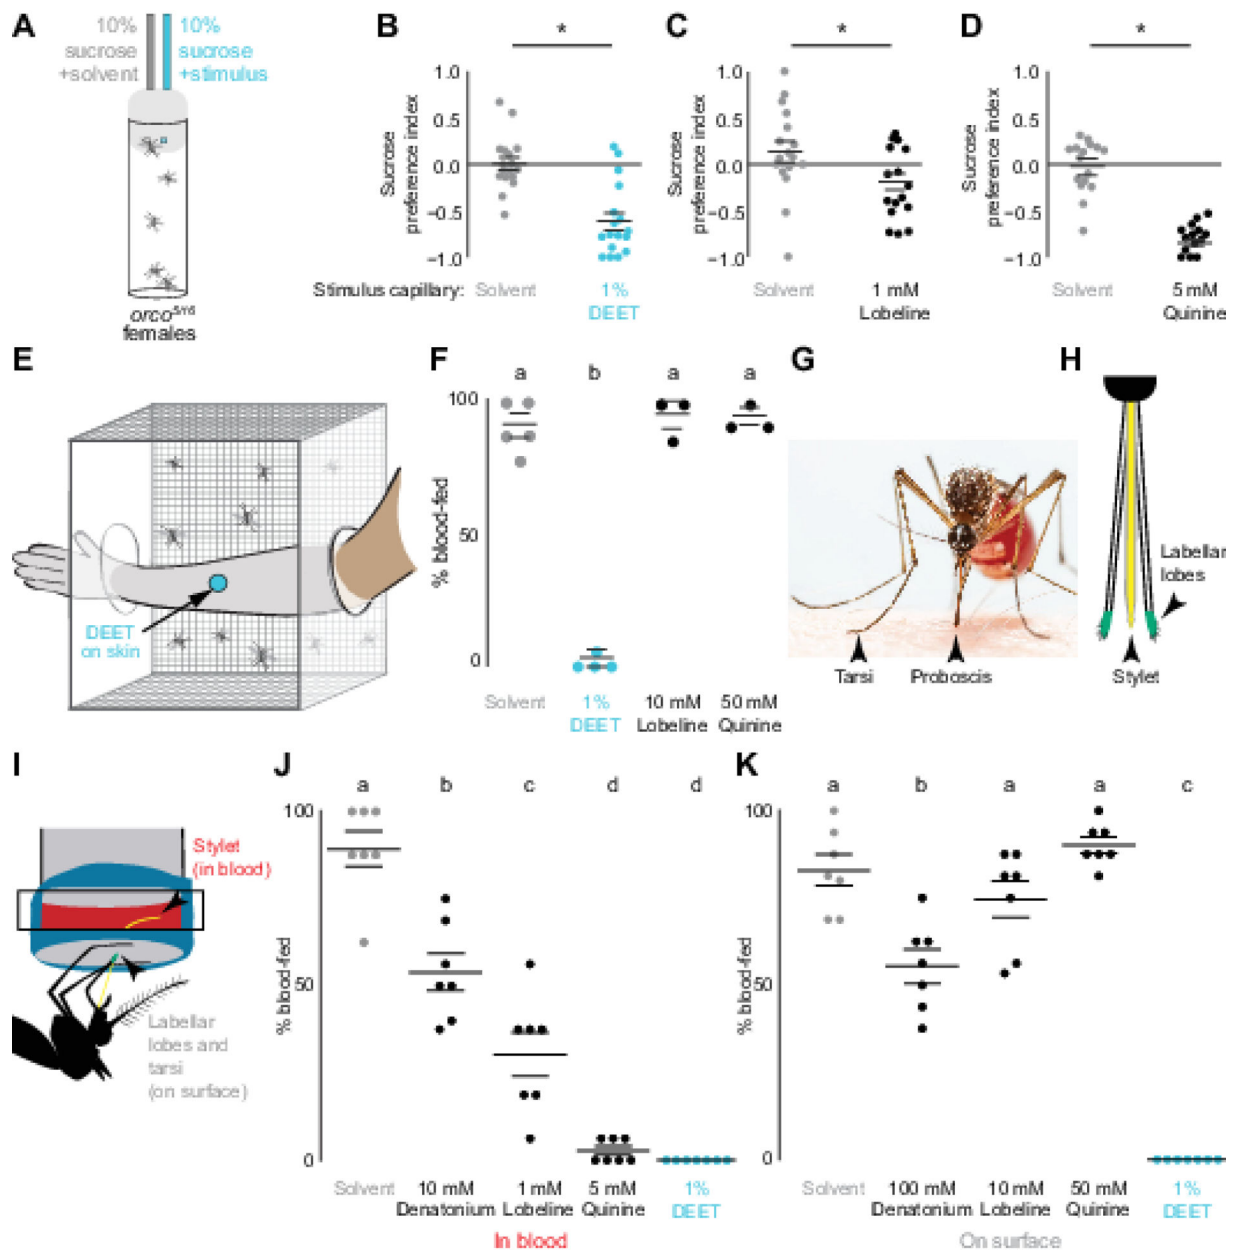 A
10%
sucrose
+solvent
10%
sucrose
+stimulus
orco5/16
females
B
*
Sucrose
preference index
1.0
0.5
0.0
−0.5
−1.0
Stimulus capillary:
Solvent
1%
DEET
C
*
Sucrose
preference index
1.0
0.5
0.0
−0.5
−1.0
Solvent
1 mM
Lobeline
D
*
Sucrose
preference index
1.0
0.5
0.0
−0.5
−1.0
Solvent
5 mM
Quinine
E
DEET
on skin
F
a
b
a
a
% blood-fed
100
50
0
Solvent
1%
DEET
10 mM
Lobeline
50 mM
Quinine
G
Tarsi
Proboscis
H
Labellar
lobes
Stylet
I
Stylet
(in blood)
Labellar
lobes and
tarsi
(on surface)
J
a
b
c
d
d
% blood-fed
100
50
0
Solvent
10 mM
Denatonium
1 mM
Lobeline
5 mM
Quinine
1%
DEET
In blood
K
a
b
a
a
c
% blood-fed
100
50
0
Solvent
100 mM
Denatonium
10 mM
Lobeline
50 mM
Quinine
1%
DEET
On surface